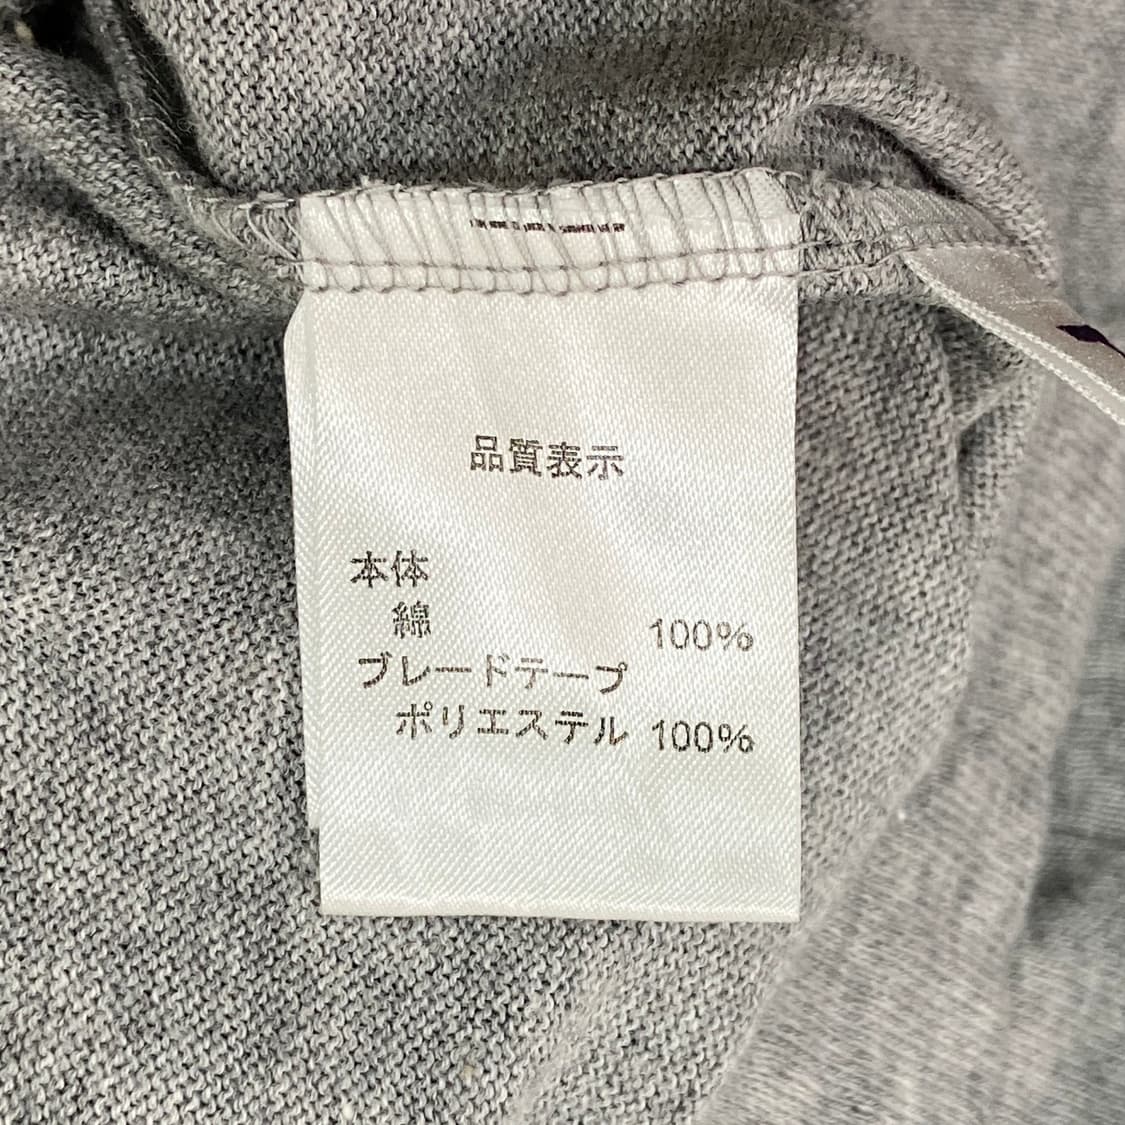 品質表示
本体
綿 100%
ブレードテープ
ポリエステル 100%